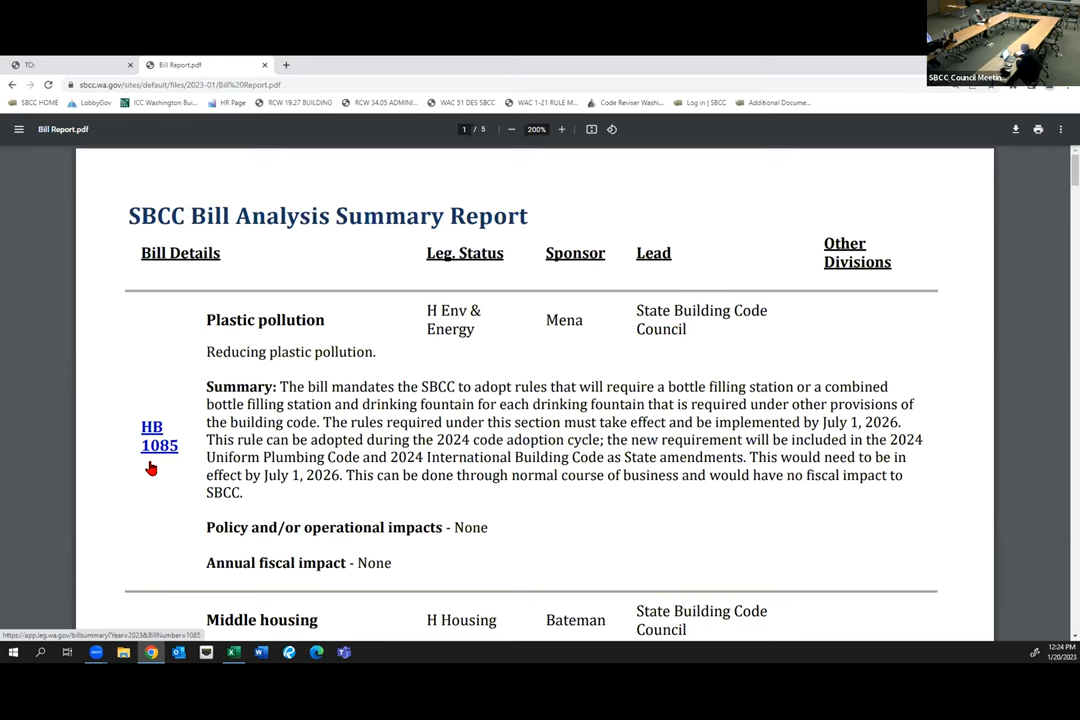 SBCC Council Meetin...
TO:
Bill Report.pdf
sbcc.wa.gov/sites/default/files/2023-01/Bill%20Report.pdf
SBCC HOME
LobbyGov
ICC Washington Bui...
HR Page
RCW 19.27 BUILDING
RCW 34.05 ADMINI...
WAC 51 DES SBCC
WAC 1-21 RULE M...
Code Reviser Washi...
Log in | SBCC
Additional Docume...
Bill Report.pdf
1 / 5
200%
SBCC Bill Analysis Summary Report
Bill Details
Leg. Status
Sponsor
Lead
Other
Divisions
Plastic pollution
H Env &
Energy
Mena
State Building Code
Council
Reducing plastic pollution.
Summary: The bill mandates the SBCC to adopt rules that will require a bottle filling station or a combined
bottle filling station and drinking fountain for each drinking fountain that is required under other provisions of
the building code. The rules required under this section must take effect and be implemented by July 1, 2026.
This rule can be adopted during the 2024 code adoption cycle; the new requirement will be included in the 2024
Uniform Plumbing Code and 2024 International Building Code as State amendments. This would need to be in
effect by July 1, 2026. This can be done through normal course of business and would have no fiscal impact to
SBCC.
HB
1085
Policy and/or operational impacts - None
Annual fiscal impact - None
Middle housing
H Housing
Bateman
State Building Code
Council
https://app.leg.wa.gov/billsummary?Year=2023&BillNumber=1085
12:24 PM
1/20/2023